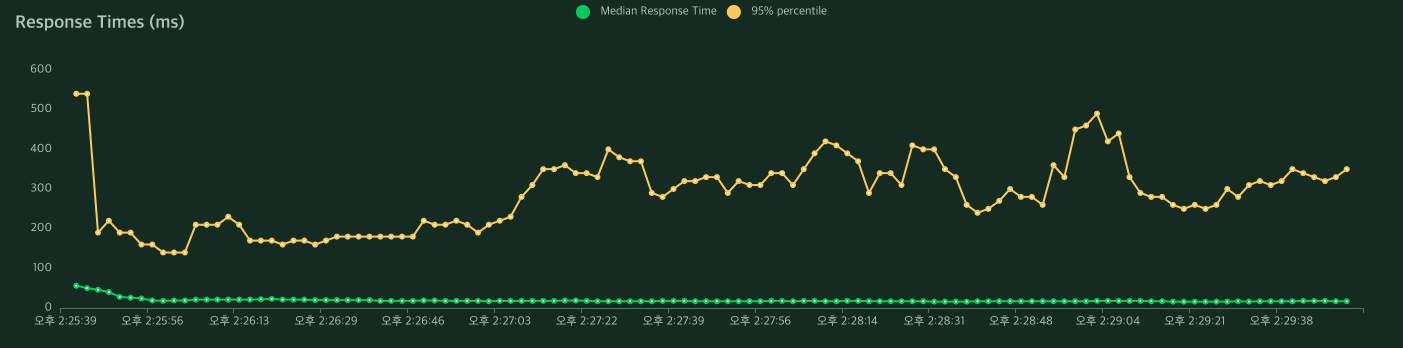 Response Times (ms)
Median Response Time
95% percentile
600
500
400
300
200
100
0
오후 2:25:39
오후 2:25:56
오후 2:26:13
오후 2:26:29
오후 2:26:46
오후 2:27:03
오후 2:27:22
오후 2:27:39
오후 2:27:56
오후 2:28:14
오후 2:28:31
오후 2:28:48
오후 2:29:04
오후 2:29:21
오후 2:29:38